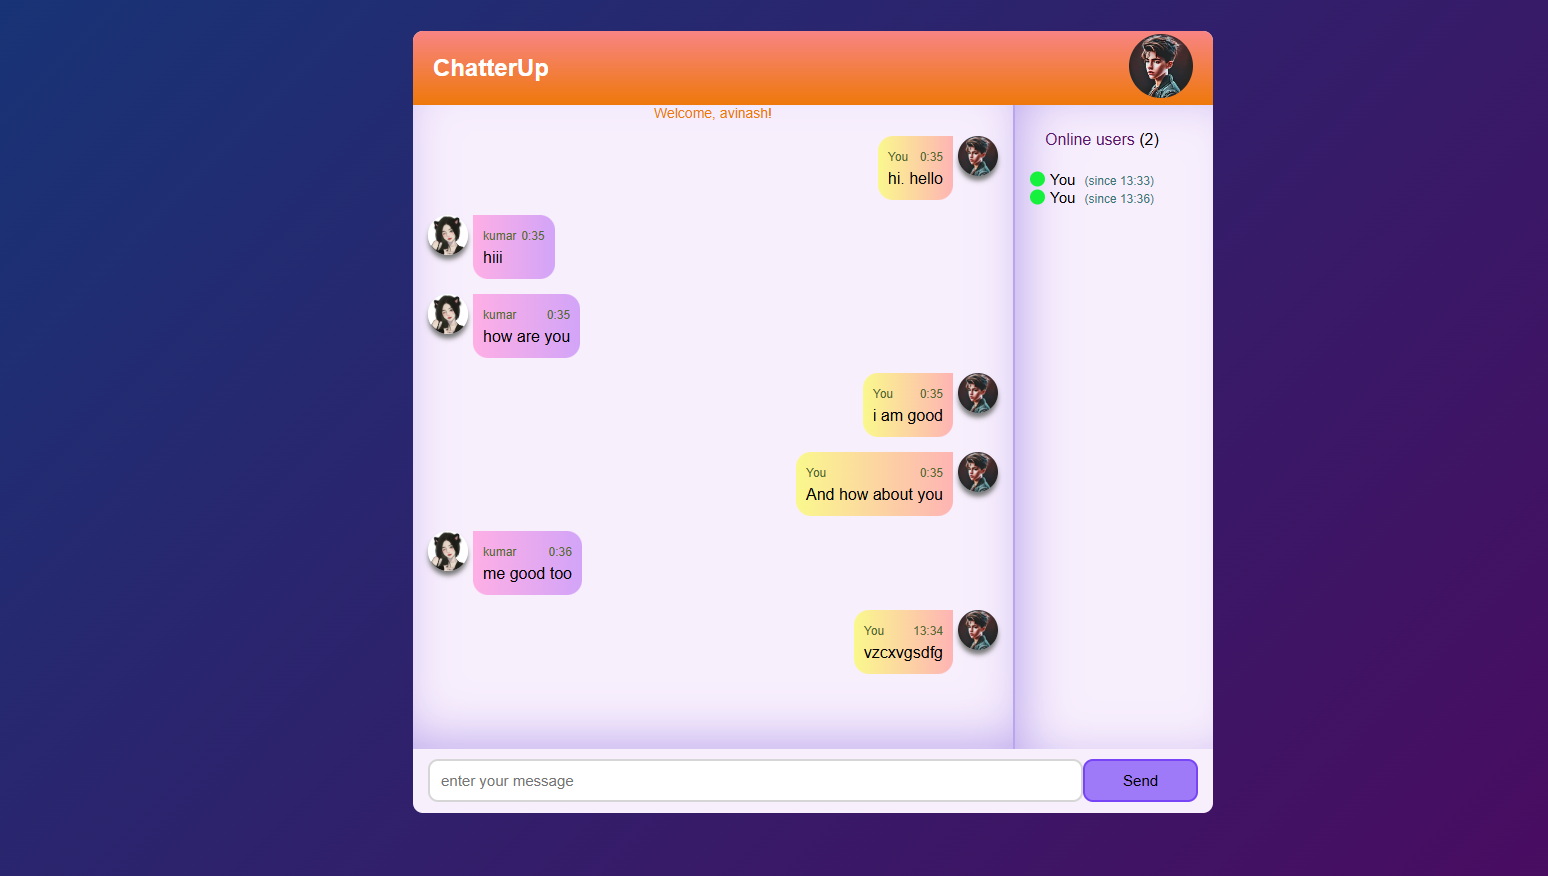 ChatterUp
Welcome, avinash!
You 0:35
hi. hello
kumar 0:35
hiii
kumar 0:35
how are you
You 0:35
i am good
You 0:35
And how about you
kumar 0:36
me good too
You 13:34
vzcxvgsdfg
Online users (2)
You (since 13:33)
You (since 13:36)
enter your message
Send